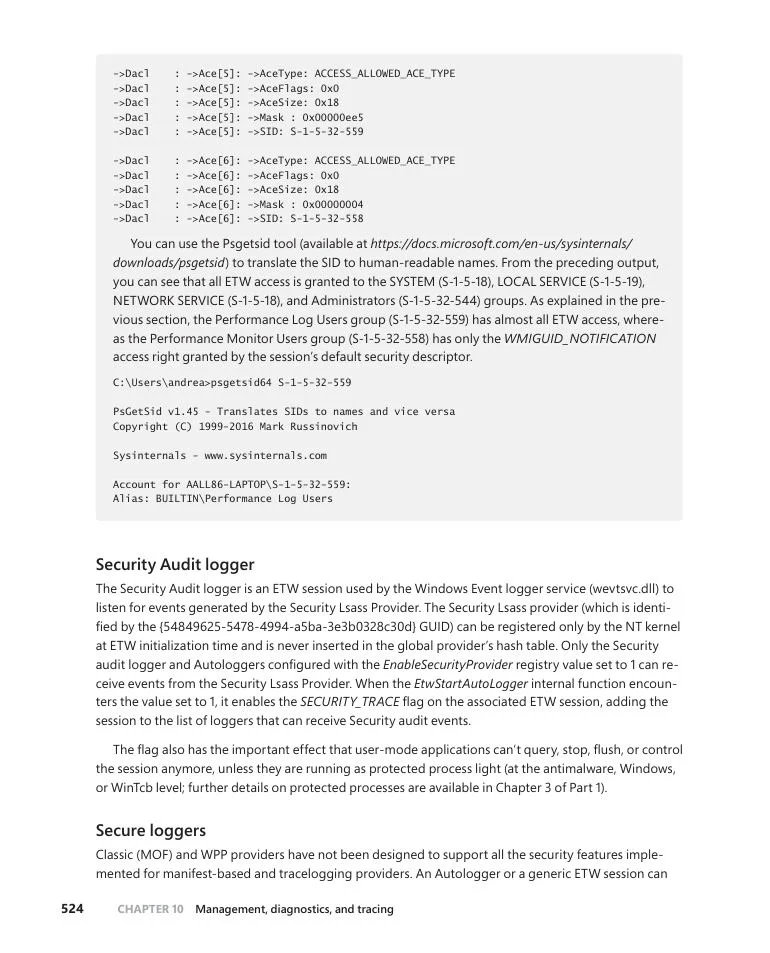 ->Dacl    : ->Ace[5]: ->AceType: ACCESS_ALLOWED_ACE_TYPE
->Dacl    : ->Ace[5]: ->AceFlags: 0x0
->Dacl    : ->Ace[5]: ->AceSize: 0x18
->Dacl    : ->Ace[5]: ->Mask : 0x00000ee5
->Dacl    : ->Ace[5]: ->SID: S-1-5-32-559
->Dacl    : ->Ace[6]: ->AceType: ACCESS_ALLOWED_ACE_TYPE
->Dacl    : ->Ace[6]: ->AceFlags: 0x0
->Dacl    : ->Ace[6]: ->AceSize: 0x18
->Dacl    : ->Ace[6]: ->Mask : 0x00000004
->Dacl    : ->Ace[6]: ->SID: S-1-5-32-558
You can use the Psgetsid tool (available at https://docs.microsoft.com/en-us/sysinternals/
downloads/psgetsid) to translate the SID to human-readable names. From the preceding output,
you can see that all ETW access is granted to the SYSTEM (S-1-5-18), LOCAL SERVICE (S-1-5-19),
NETWORK SERVICE (S-1-5-18), and Administrators (S-1-5-32-544) groups. As explained in the pre-
vious section, the Performance Log Users group (S-1-5-32-559) has almost all ETW access, where-
as the Performance Monitor Users group (S-1-5-32-558) has only the WMIGUID_NOTIFICATION
access right granted by the session's default security descriptor.
C:\Users\andrea>psgetsid64 S-1-5-32-559
PsGetSid v1.45 - Translates SIDs to names and vice versa
Copyright (C) 1999-2016 Mark Russinovich
Sysinternals - www.sysinternals.com
Account for AALL86-LAPTOP\S-1-5-32-559:
Alias: BUILTIN\Performance Log Users
Security Audit logger
The Security Audit logger is an ETW session used by the Windows Event logger service (wevtsvc.dll) to
listen for events generated by the Security Lsass Provider. The Security Lsass provider (which is identi-
fied by the {54849625-5478-4994-a5ba-3e3b0328c30d} GUID) can be registered only by the NT kernel
at ETW initialization time and is never inserted in the global provider's hash table. Only the Security
audit logger and Autologgers configured with the EnableSecurityProvider registry value set to 1 can re-
ceive events from the Security Lsass Provider. When the EtwStartAutoLogger internal function encoun-
ters the value set to 1, it enables the SECURITY_TRACE flag on the associated ETW session, adding the
session to the list of loggers that can receive Security audit events.
The flag also has the important effect that user-mode applications can't query, stop, flush, or control
the session anymore, unless they are running as protected process light (at the antimalware, Windows,
or WinTcb level; further details on protected processes are available in Chapter 3 of Part 1).
Secure loggers
Classic (MOF) and WPP providers have not been designed to support all the security features imple-
mented for manifest-based and tracelogging providers. An Autologger or a generic ETW session can
524 CHAPTER 10 Management, diagnostics, and tracing